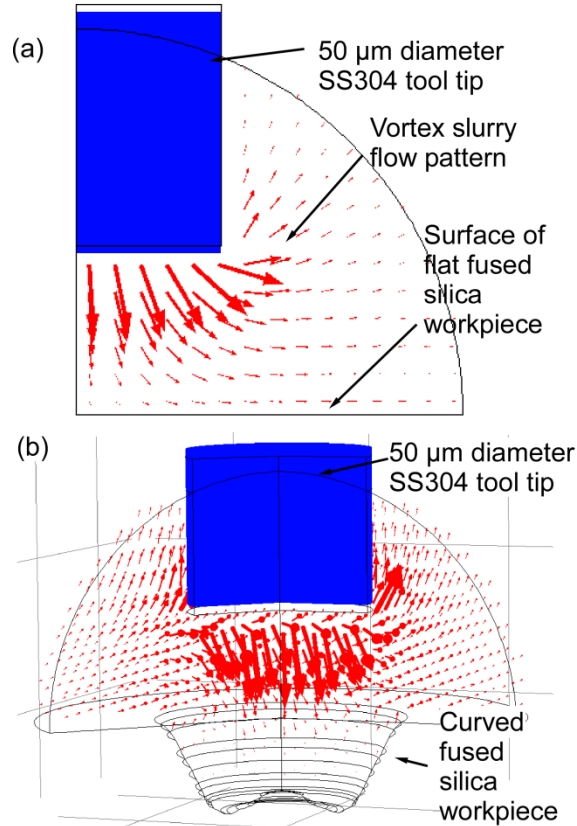 (a)
50 μm diameter
SS304 tool tip
Vortex slurry
flow pattern
Surface of
flat fused
silica
workpiece
(b)
50 μm diameter
SS304 tool tip
Curved
fused
silica
workpiece